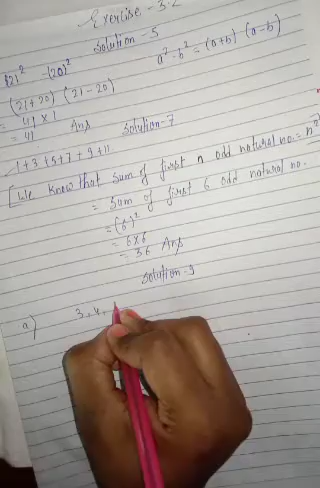 Exercise - 3.2
Solution - 5
(21)² - (20)²
a² - b² = (a+b) (a-b)
(21+20) (21-20)
= 41 x 1
= 41 Ans
Solution - 7
1+3+5+7+9+11
[We know that sum of first n odd natural no. = n²]
= Sum of first 6 odd natural no.
= (6)²
= 6x6
= 36 Ans
Solution - 9
a) 3, 4,